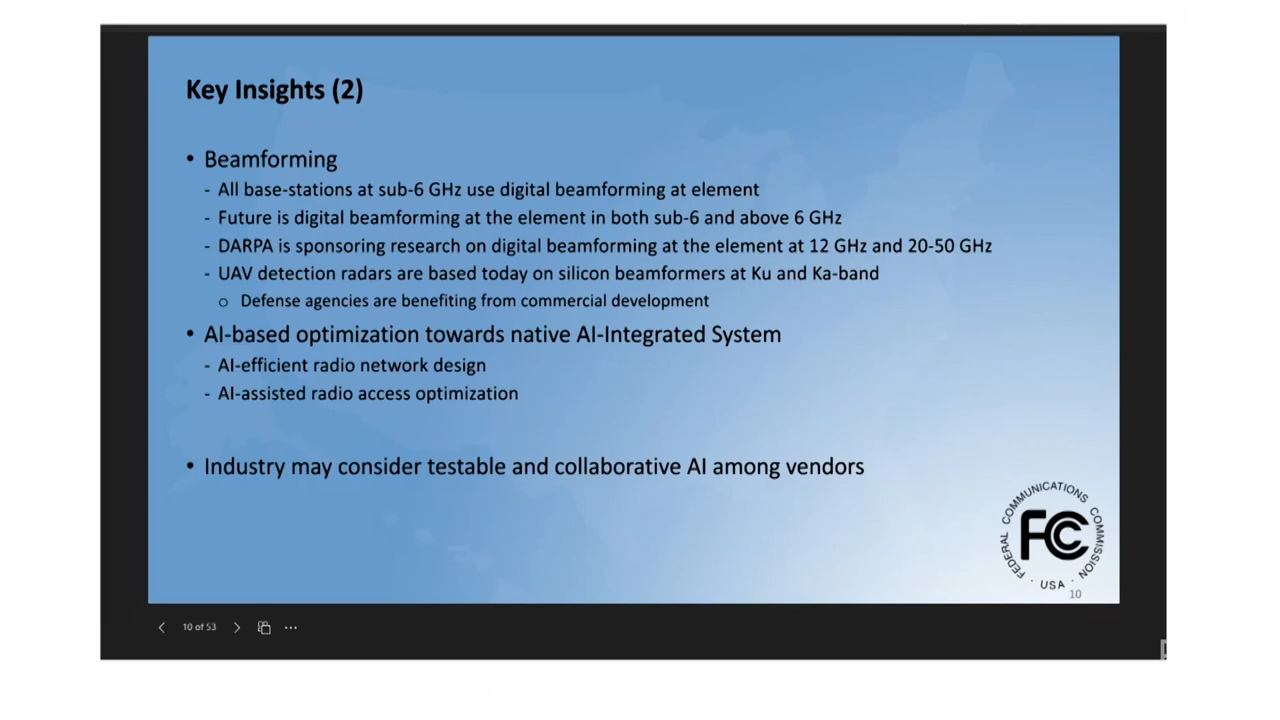 Key Insights (2)
• Beamforming
- All base-stations at sub-6 GHz use digital beamforming at element
- Future is digital beamforming at the element in both sub-6 and above 6 GHz
- DARPA is sponsoring research on digital beamforming at the element at 12 GHz and 20-50 GHz
- UAV detection radars are based today on silicon beamformers at Ku and Ka-band
o Defense agencies are benefiting from commercial development
• AI-based optimization towards native AI-Integrated System
- AI-efficient radio network design
- AI-assisted radio access optimization
• Industry may consider testable and collaborative AI among vendors
FEDERAL COMMUNICATIONS COMMISSION
FCC
· USA ·
10
10 of 53